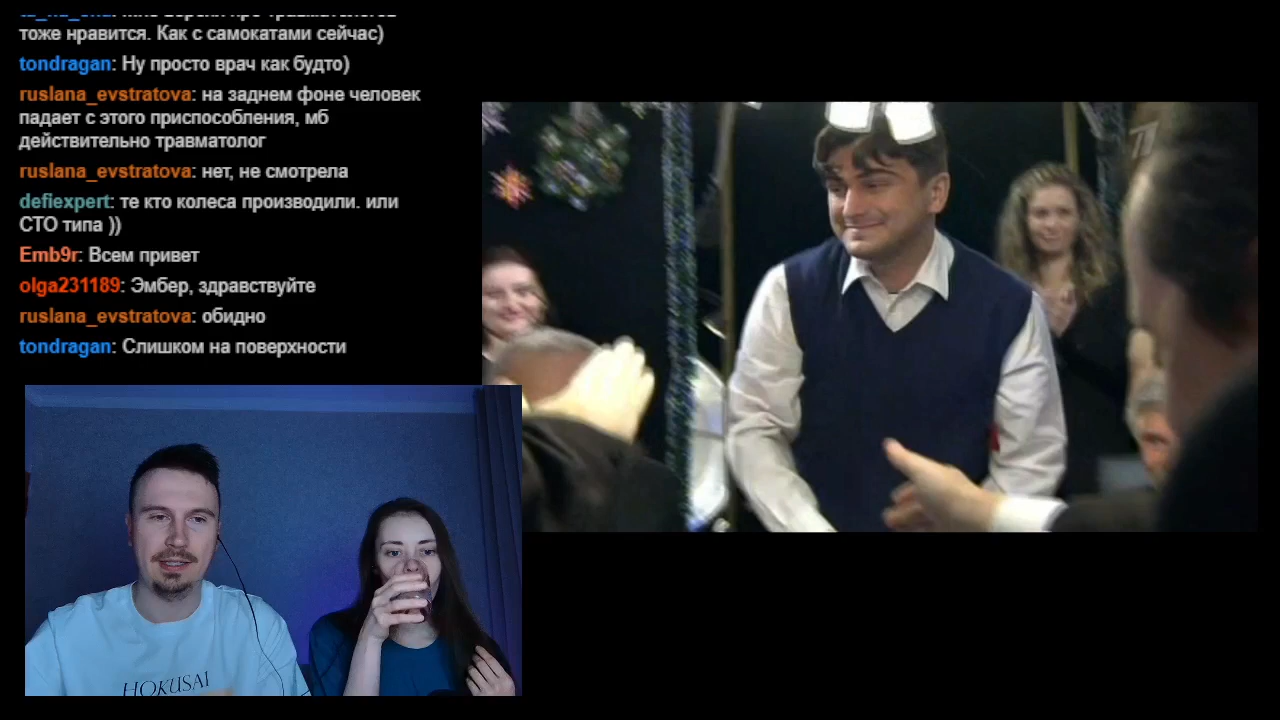 тоже нравится. Как с самокатами сейчас)
tondragan: Ну просто врач как будто)
ruslana_evstratova: на заднем фоне человек
падает с этого приспособления, мб
действительно травматолог
ruslana_evstratova: нет, не смотрела
defiexpert: те кто колеса производили. или
СТО типа ))
Emb9r: Всем привет
olga231189: Эмбер, здравствуйте
ruslana_evstratova: обидно
tondragan: Слишком на поверхности
HOKUSAI